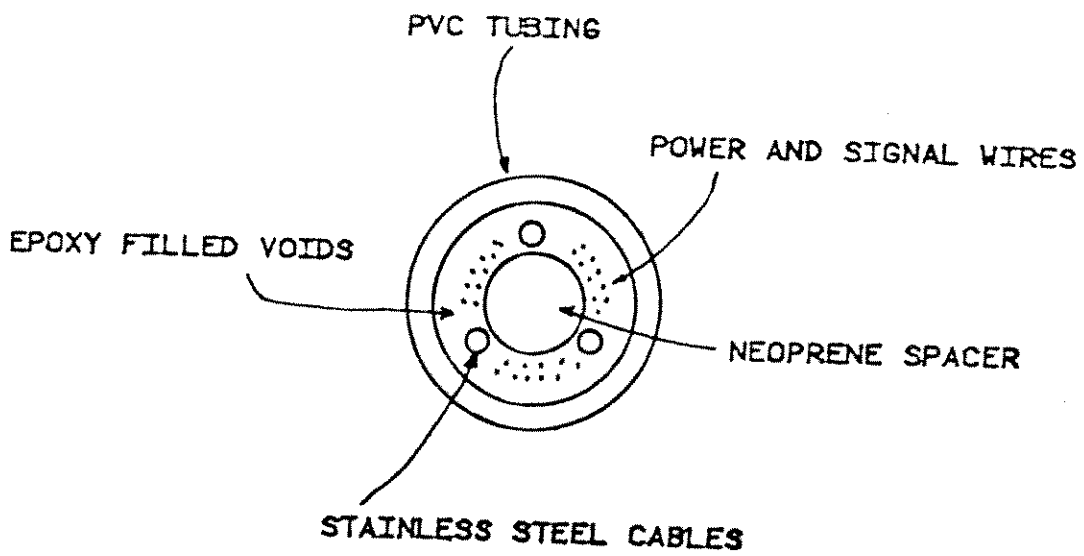 PVC TUBING
POWER AND SIGNAL WIRES
EPOXY FILLED VOIDS
NEOPRENE SPACER
STAINLESS STEEL CABLES